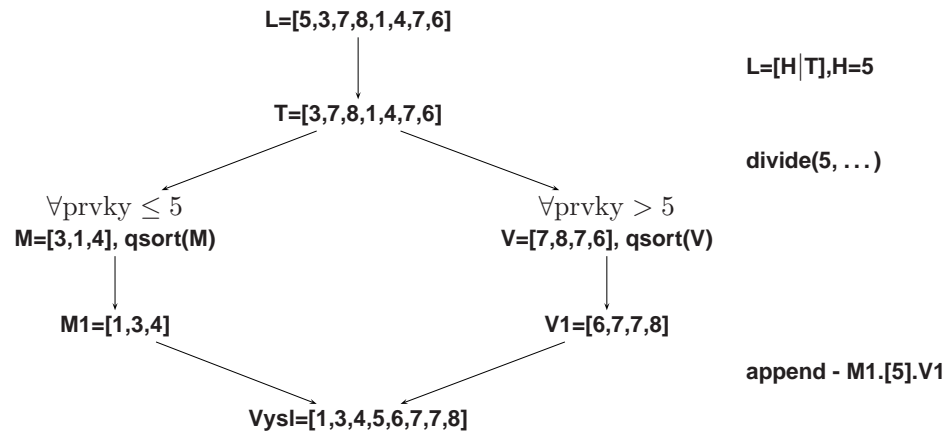 L=[5,3,7,8,1,4,7,6]
L=[H|T],H=5
T=[3,7,8,1,4,7,6]
divide(5, ...)
∀prvky ≤ 5
∀prvky > 5
M=[3,1,4], qsort(M)
V=[7,8,7,6], qsort(V)
M1=[1,3,4]
V1=[6,7,7,8]
append - M1.[5].V1
Vysl=[1,3,4,5,6,7,7,8]